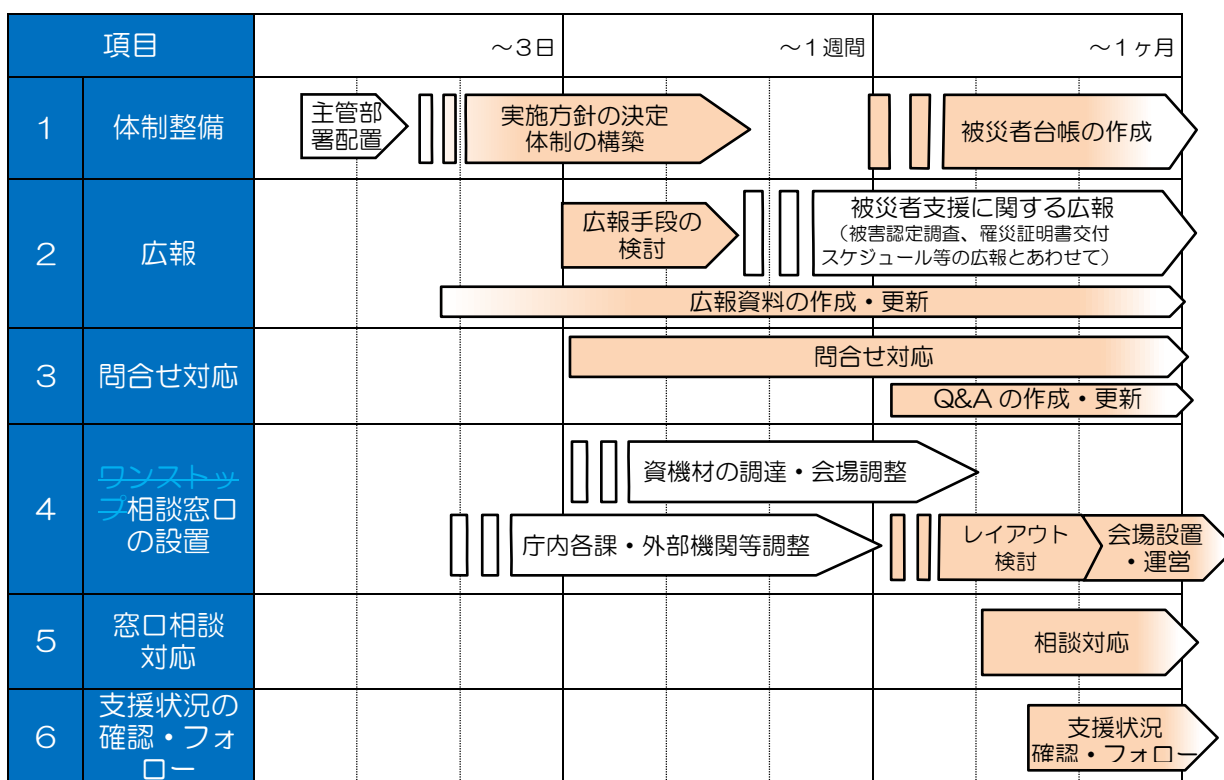 項目
～3日
～1週間
～1ヶ月
1
体制整備
主管部
署配置
実施方針の決定
体制の構築
被災者台帳の作成
2
広報
広報手段の
検討
被災者支援に関する広報
（被害認定調査、罹災証明書交付
スケジュール等の広報とあわせて）
広報資料の作成・更新
3
問合せ対応
問合せ対応
Q&Aの作成・更新
4
ワンストッ
プ相談窓口
の設置
資機材の調達・会場調整
庁内各課・外部機関等調整
レイアウト
検討
会場設置
・運営
5
窓口相談
対応
相談対応
6
支援状況の
確認・フォ
ロー
支援状況
確認・フォロー